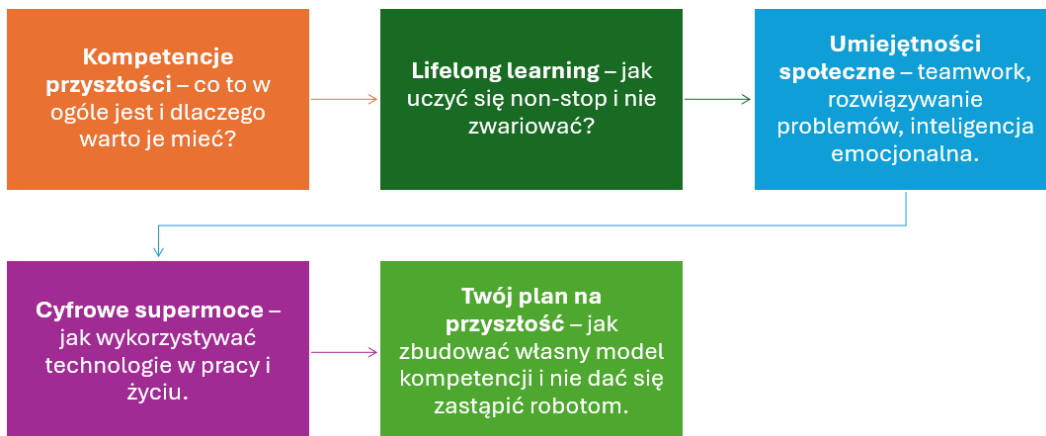 Kompetencje
przyszłości – co to w
ogóle jest i dlaczego
warto je mieć?
Lifelong learning – jak
uczyć się non-stop i nie
zwariować?
Umiejętności
społeczne – teamwork,
rozwiązywanie
problemów, inteligencja
emocjonalna.
Cyfrowe supermoce –
jak wykorzystywać
technologie w pracy i
życiu.
Twój plan na
przyszłość – jak
zbudować własny model
kompetencji i nie dać się
zastąpić robotom.